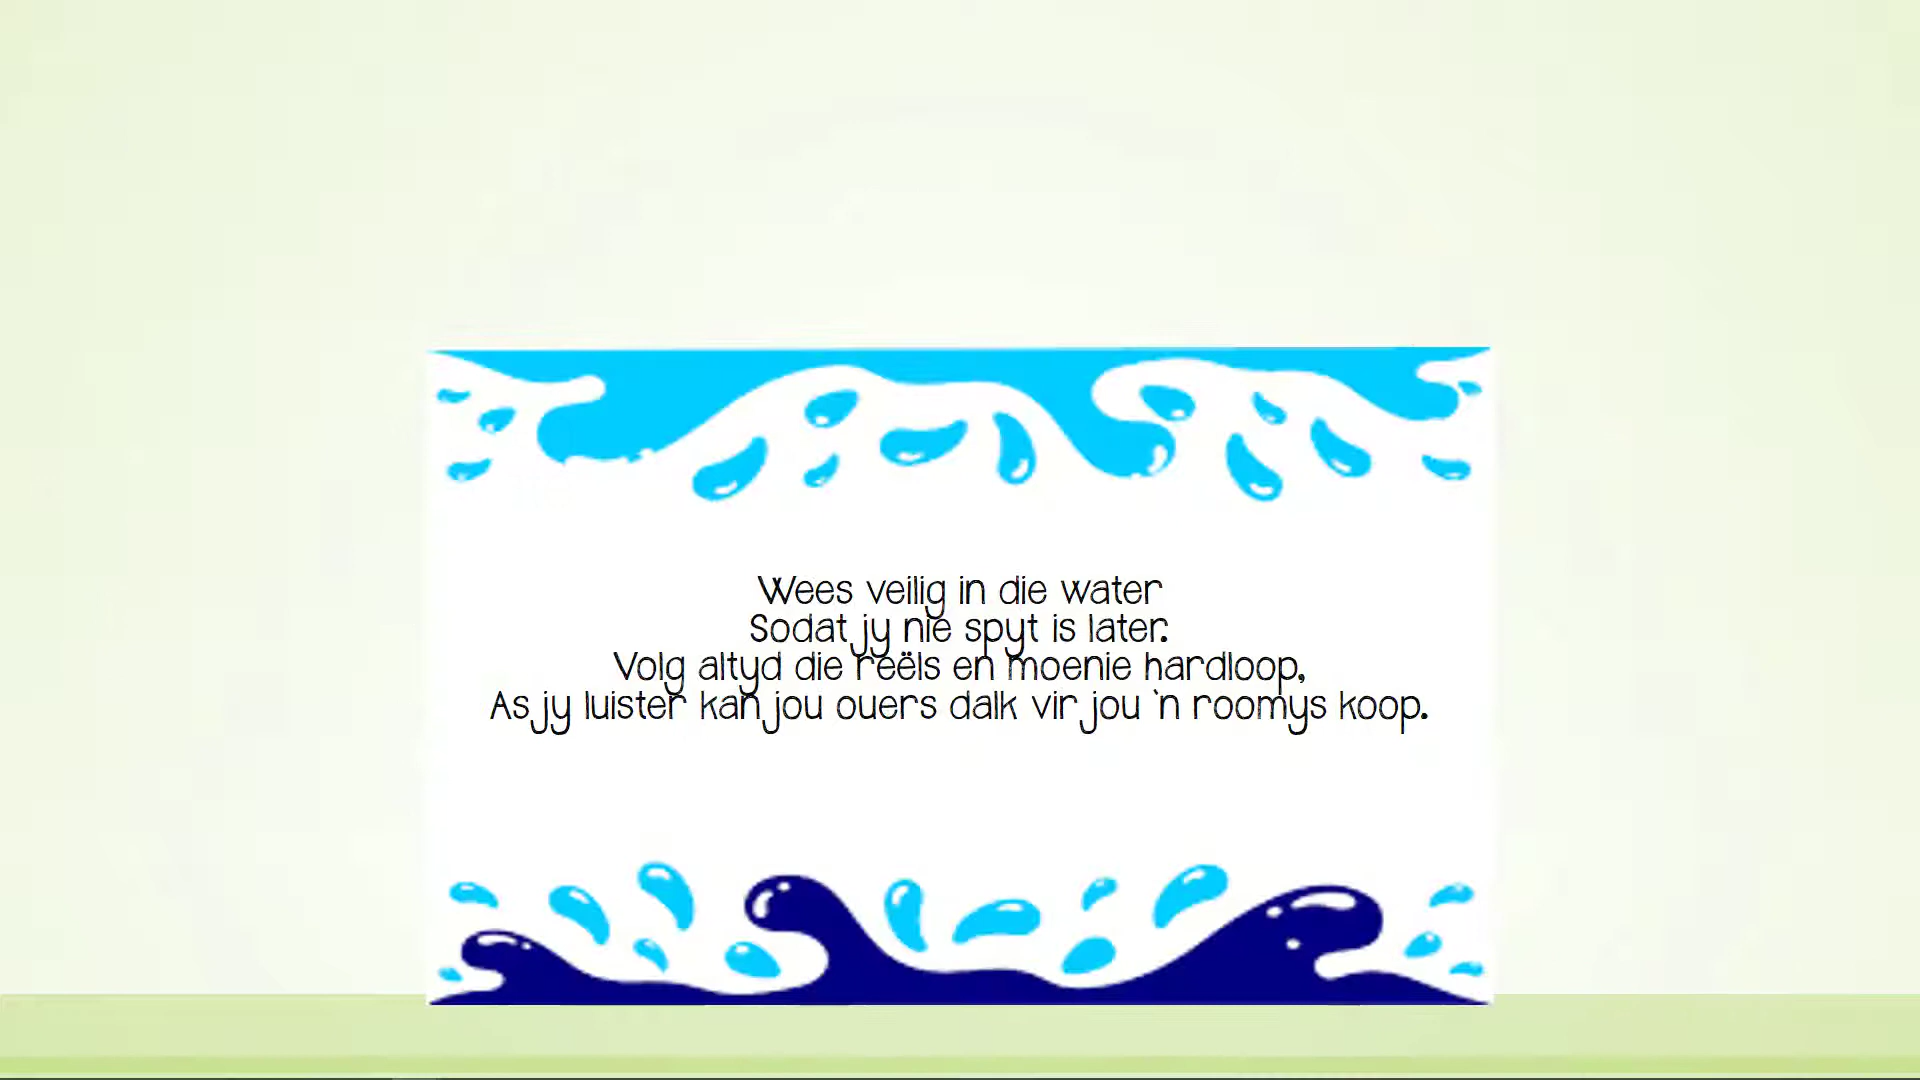 Wees veilig in die water
Sodat jy nie spyt is later.
Volg altyd die reëls en moenie hardloop,
As jy luister kan jou ouers dalk vir jou `n roomys koop.